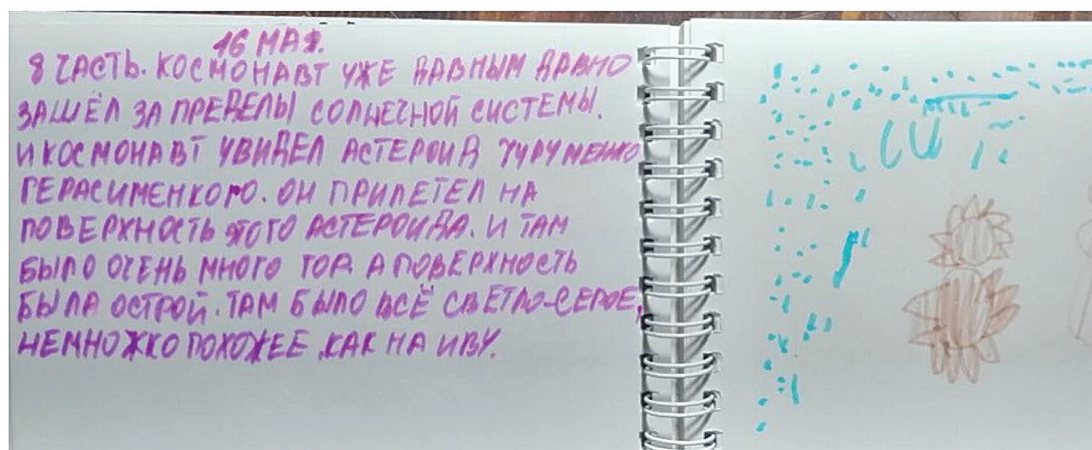 16 МАЯ.
8 ЧАСТЬ. КОСМОНАВТ УЖЕ ДАВНЫМ ДАВНО
ЗАШЁЛ ЗА ПРЕДЕЛЫ СОЛНЕЧНОЙ СИСТЕМЫ.
И КОСМОНАВТ УВИДЕЛ АСТЕРОИД ЧУРУМЕНКО
ГЕРАСИМЕНКОГО. ОН ПРИЛЕТЕЛ НА
ПОВЕРХНОСТЬ ЭТОГО АСТЕРОИДА. И ТАМ
БЫЛО ОЧЕНЬ МНОГО ГОР А ПОВЕРХНОСТЬ
БЫЛА ОСТРОЙ. ТАМ БЫЛО ВСЁ СВЕТЛО-СЕРОЕ,
НЕМНОЖКО ПОХОЖЕЕ, КАК НА ИВУ.